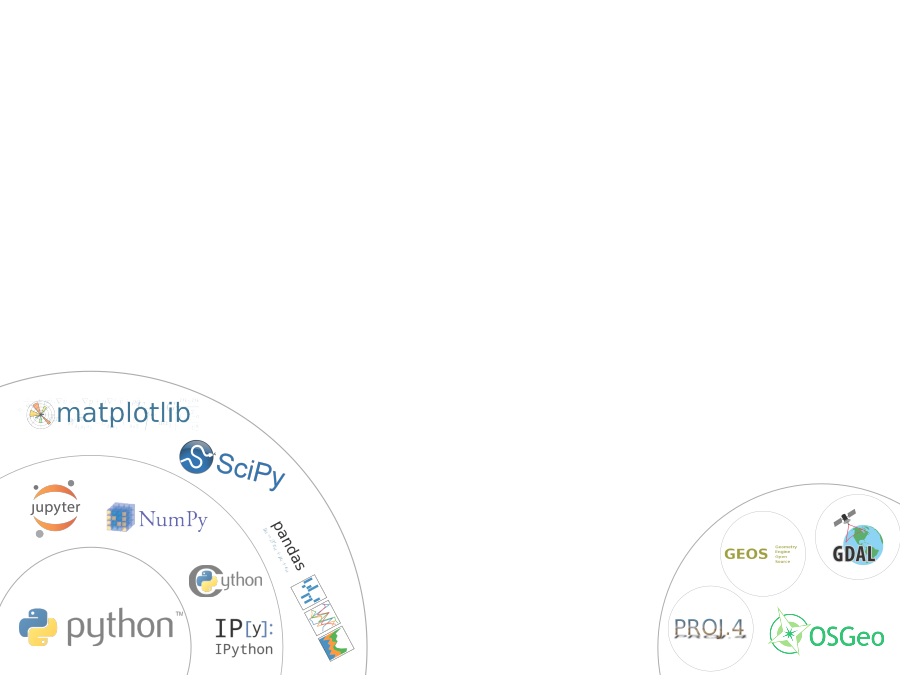 matplotlib
SciPy
jupyter
NumPy
pandas
GEOS
Geometry
Engine
Open
Source
GDAL
Cython
python™
IP[y]:
IPython
PROJ.4
OSGeo